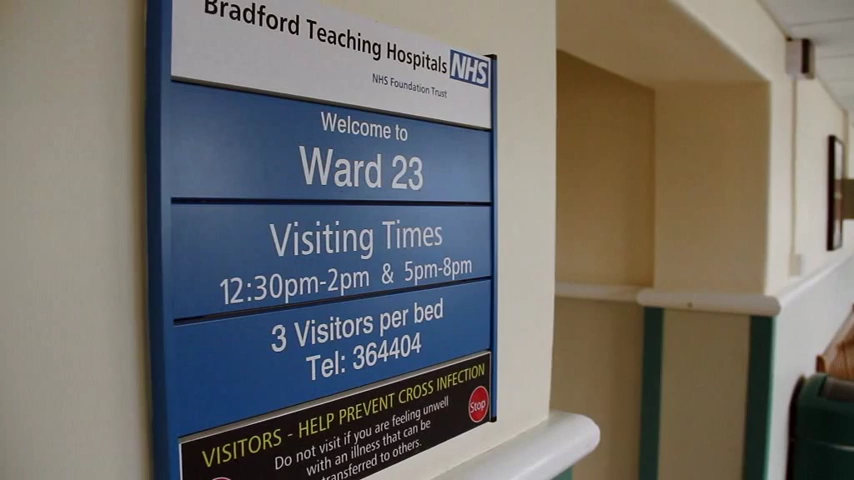 Bradford Teaching Hospitals NHS
NHS Foundation Trust
Welcome to
Ward 23
Visiting Times
12:30pm-2pm & 5pm-8pm
3 Visitors per bed
Tel: 364404
VISITORS - HELP PREVENT CROSS INFECTION
Do not visit if you are feeling unwell
with an illness that can be
transferred to others.
Stop